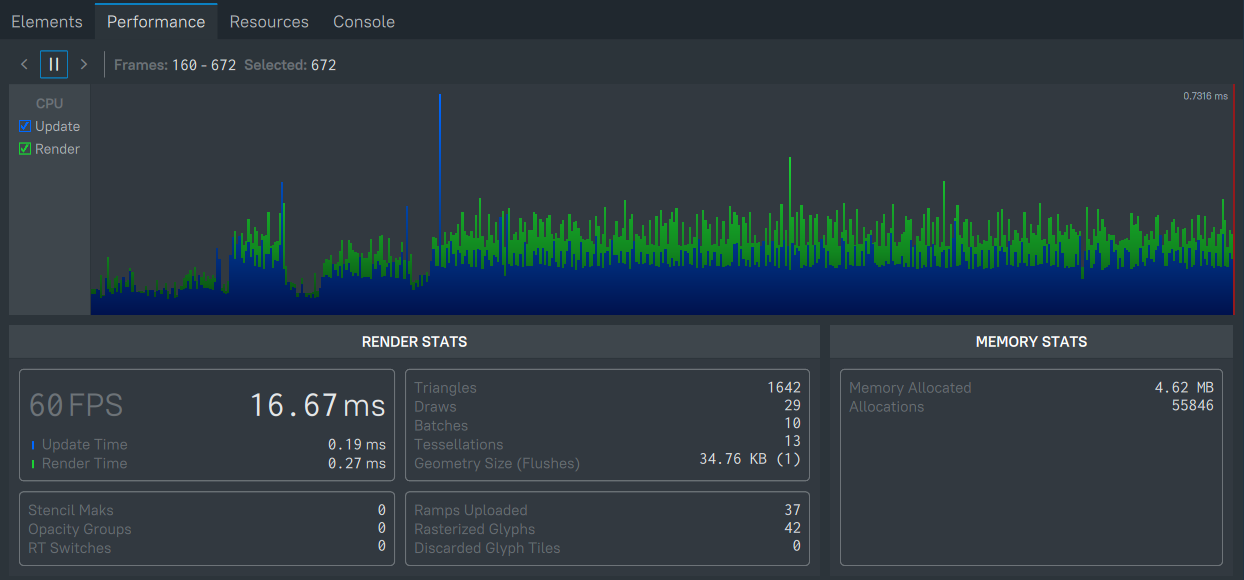 Elements Performance Resources Console
Frames: 160 - 672 Selected: 672
CPU
Update
Render
0.7316 ms
RENDER STATS
60 FPS 16.67 ms
Update Time 0.19 ms
Render Time 0.27 ms
Triangles 1642
Draws 29
Batches 10
Tessellations 13
Geometry Size (Flushes) 34.76 KB (1)
Stencil Maks 0
Opacity Groups 0
RT Switches 0
Ramps Uploaded 37
Rasterized Glyphs 42
Discarded Glyph Tiles 0
MEMORY STATS
Memory Allocated 4.62 MB
Allocations 55846